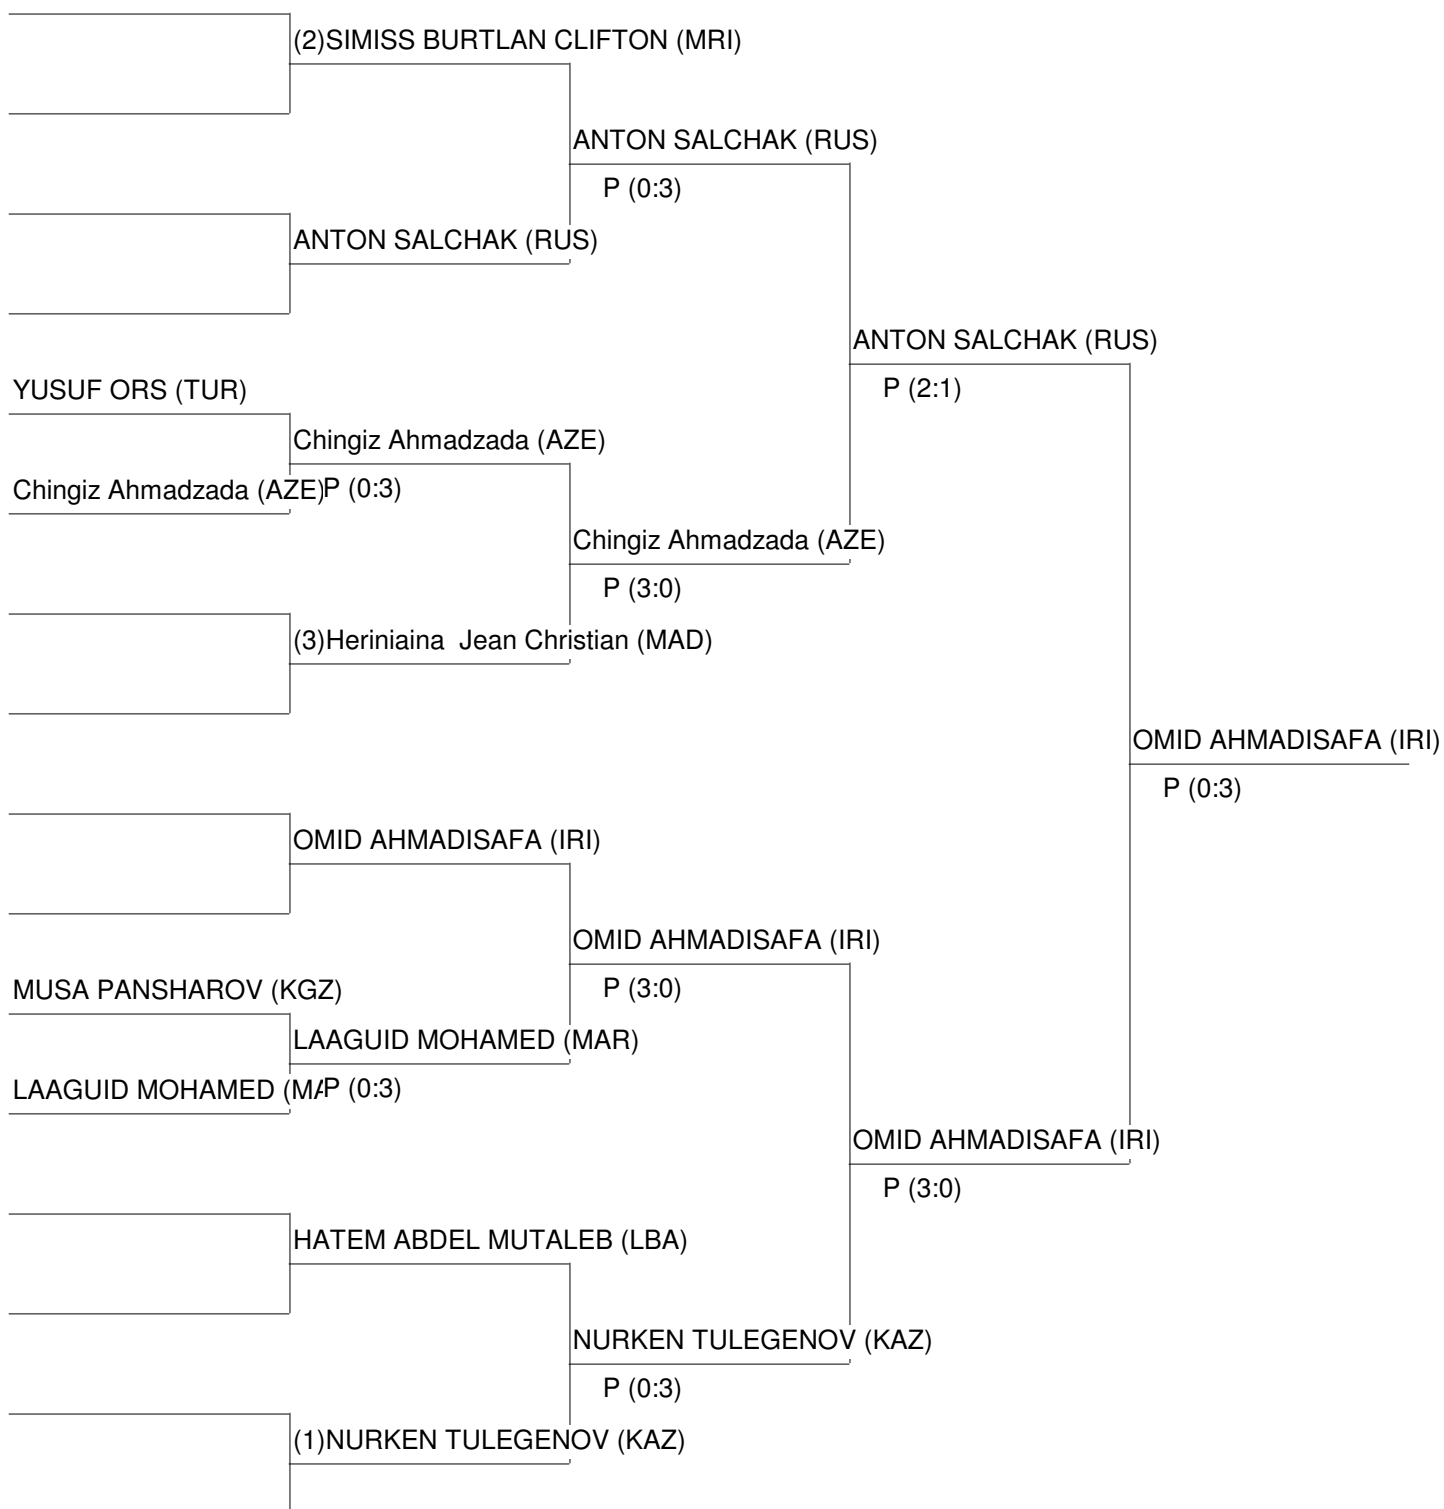 (2)SIMISS BURTLAN CLIFTON (MRI)
ANTON SALCHAK (RUS)
P (0:3)
ANTON SALCHAK (RUS)
ANTON SALCHAK (RUS)
P (2:1)
YUSUF ORS (TUR)
Chingiz Ahmadzada (AZE)
Chingiz Ahmadzada (AZE)P (0:3)
Chingiz Ahmadzada (AZE)
P (3:0)
(3)Heriniaina  Jean Christian (MAD)
OMID AHMADISAFA (IRI)
P (0:3)
OMID AHMADISAFA (IRI)
OMID AHMADISAFA (IRI)
P (3:0)
MUSA PANSHAROV (KGZ)
LAAGUID MOHAMED (MAR)
LAAGUID MOHAMED (MAP (0:3)
OMID AHMADISAFA (IRI)
P (3:0)
HATEM ABDEL MUTALEB (LBA)
NURKEN TULEGENOV (KAZ)
P (0:3)
(1)NURKEN TULEGENOV (KAZ)